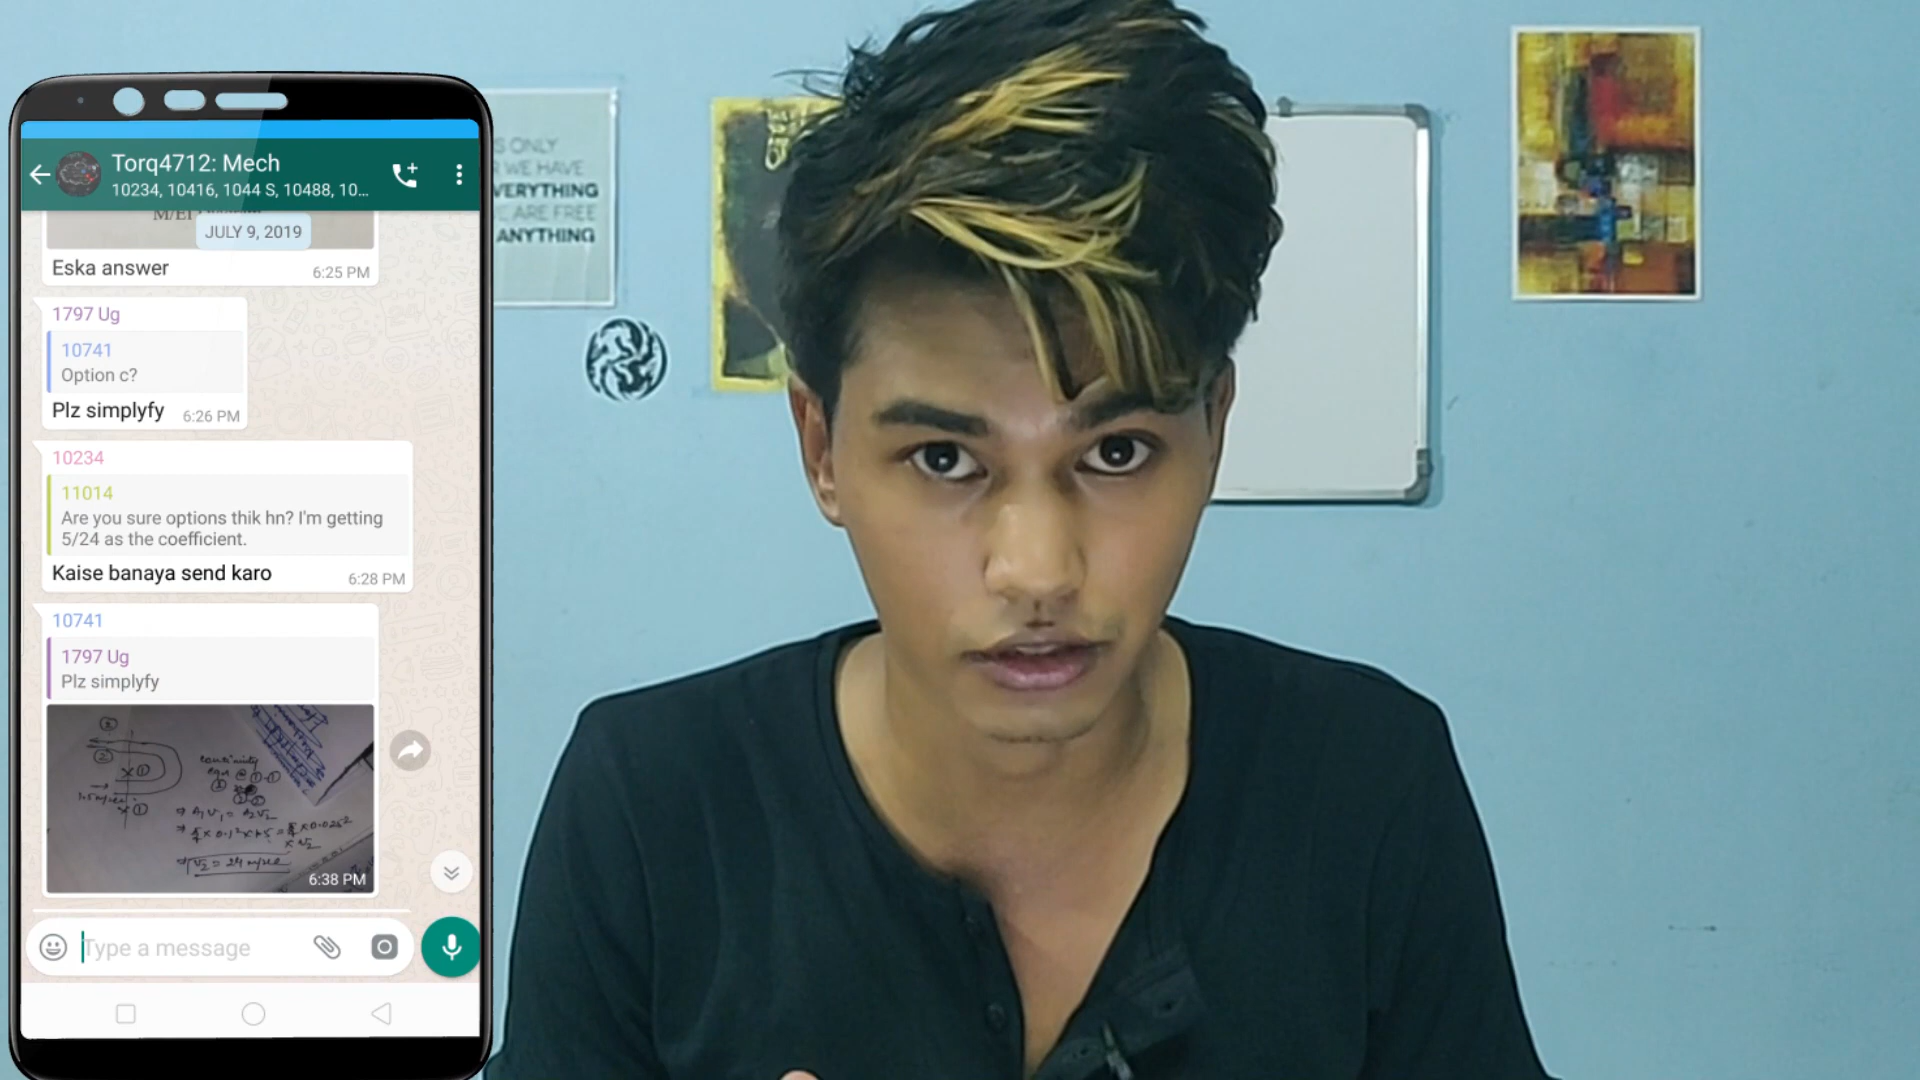 Torq4712: Mech
10234, 10416, 1044 S, 10488, 10...
JULY 9, 2019
Eska answer
6:25 PM
1797 Ug
10741
Option c?
Plz simplyfy
6:26 PM
10234
11014
Are you sure options thik hn? I'm getting
5/24 as the coefficient.
Kaise banaya send karo
6:28 PM
10741
1797 Ug
Plz simplyfy
continuity
6:38 PM
Type a message
S ONLY
WE HAVE
VERYTHING
ARE FREE
ANYTHING